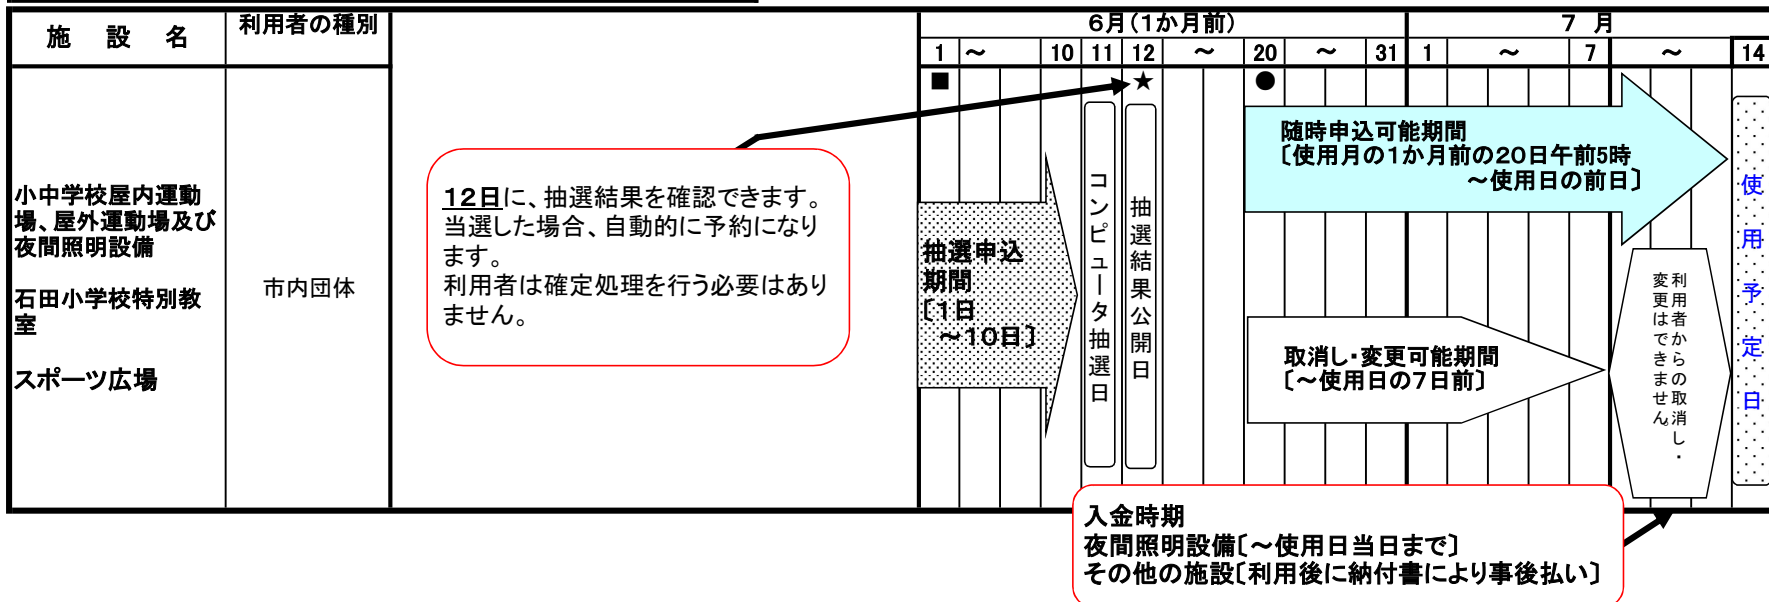 施 設 名
利用者の種別
6月(1か月前)
7 月
1 ～ 10 11 12 ～ 20 ～ 31 1 ～ 7 ～ 14
■ ★ ●
小中学校屋内運動
場、屋外運動場及び
夜間照明設備
石田小学校特別教
室
スポーツ広場
市内団体
12日に、抽選結果を確認できます。
当選した場合、自動的に予約になり
ます。
利用者は確定処理を行う必要はあり
ません。
抽選申込
期間
〔1日
～10日〕
コンピュータ抽選日
抽選結果公開日
随時申込可能期間
〔使用月の1か月前の20日午前5時
～使用日の前日〕
取消し・変更可能期間
〔～使用日の7日前〕
利用者からの取消し・
変更はできません。
使用予定日
入金時期
夜間照明設備〔～使用日当日まで〕
その他の施設〔利用後に納付書により事後払い〕